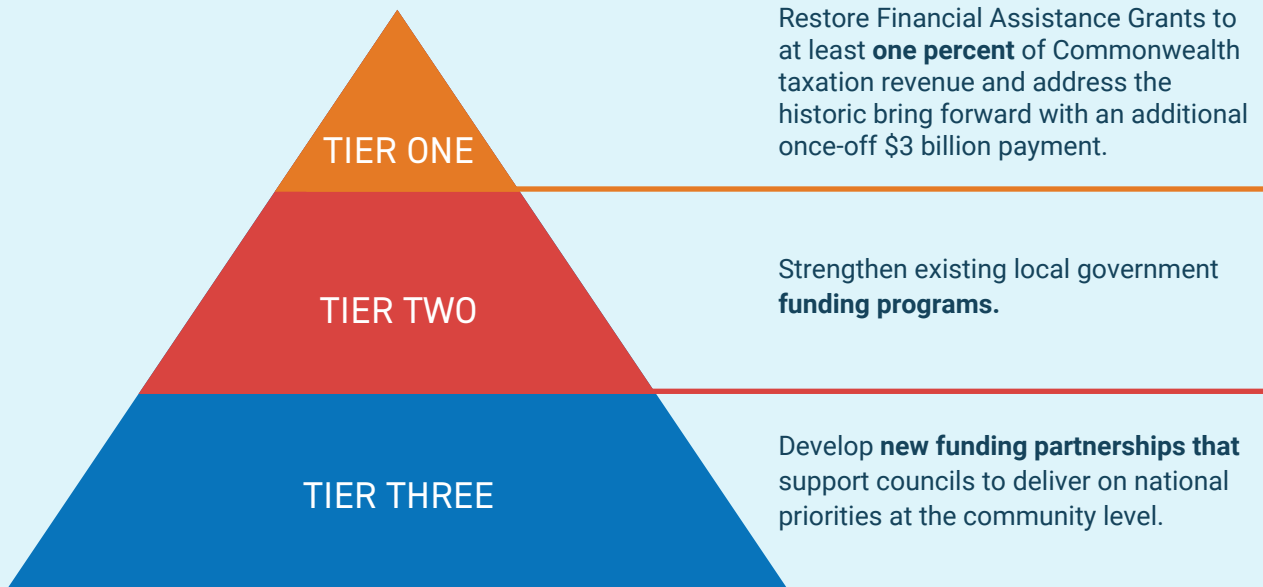 Restore Financial Assistance Grants to
at least one percent of Commonwealth
taxation revenue and address the
historic bring forward with an additional
once-off $3 billion payment.
TIER ONE
Strengthen existing local government
funding programs.
TIER TWO
Develop new funding partnerships that
support councils to deliver on national
priorities at the community level.
TIER THREE